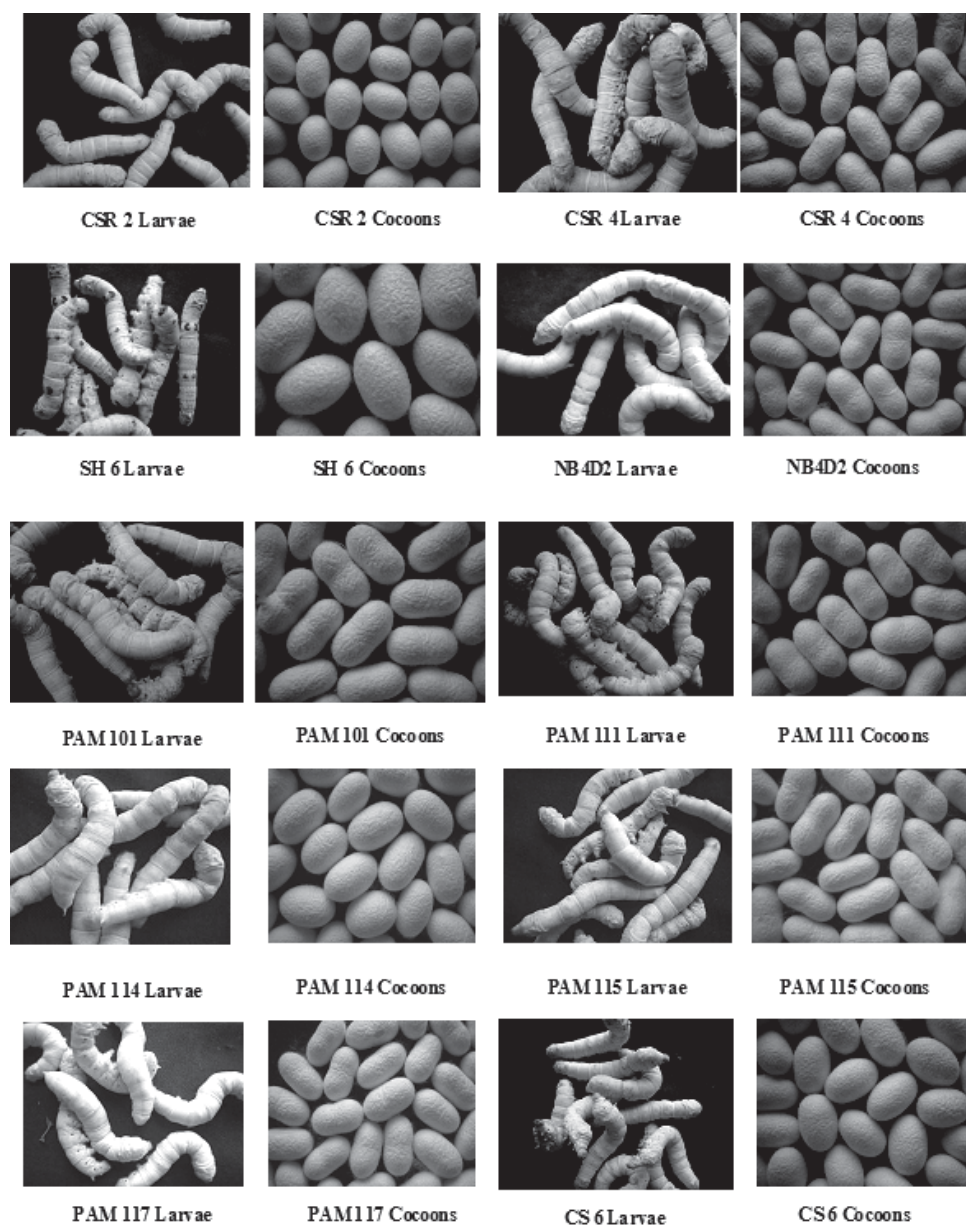 CSR 2 Larvae
CSR 2 Cocoons
CSR 4 Larvae
CSR 4 Cocoons
SH 6 Larvae
SH 6 Cocoons
NB4D2 Larvae
NB4D2 Cocoons
PAM 101 Larvae
PAM 101 Cocoons
PAM 111 Larvae
PAM 111 Cocoons
PAM 114 Larvae
PAM 114 Cocoons
PAM 115 Larvae
PAM 115 Cocoons
PAM 117 Larvae
PAM117 Cocoons
CS 6 Larvae
CS 6 Cocoons